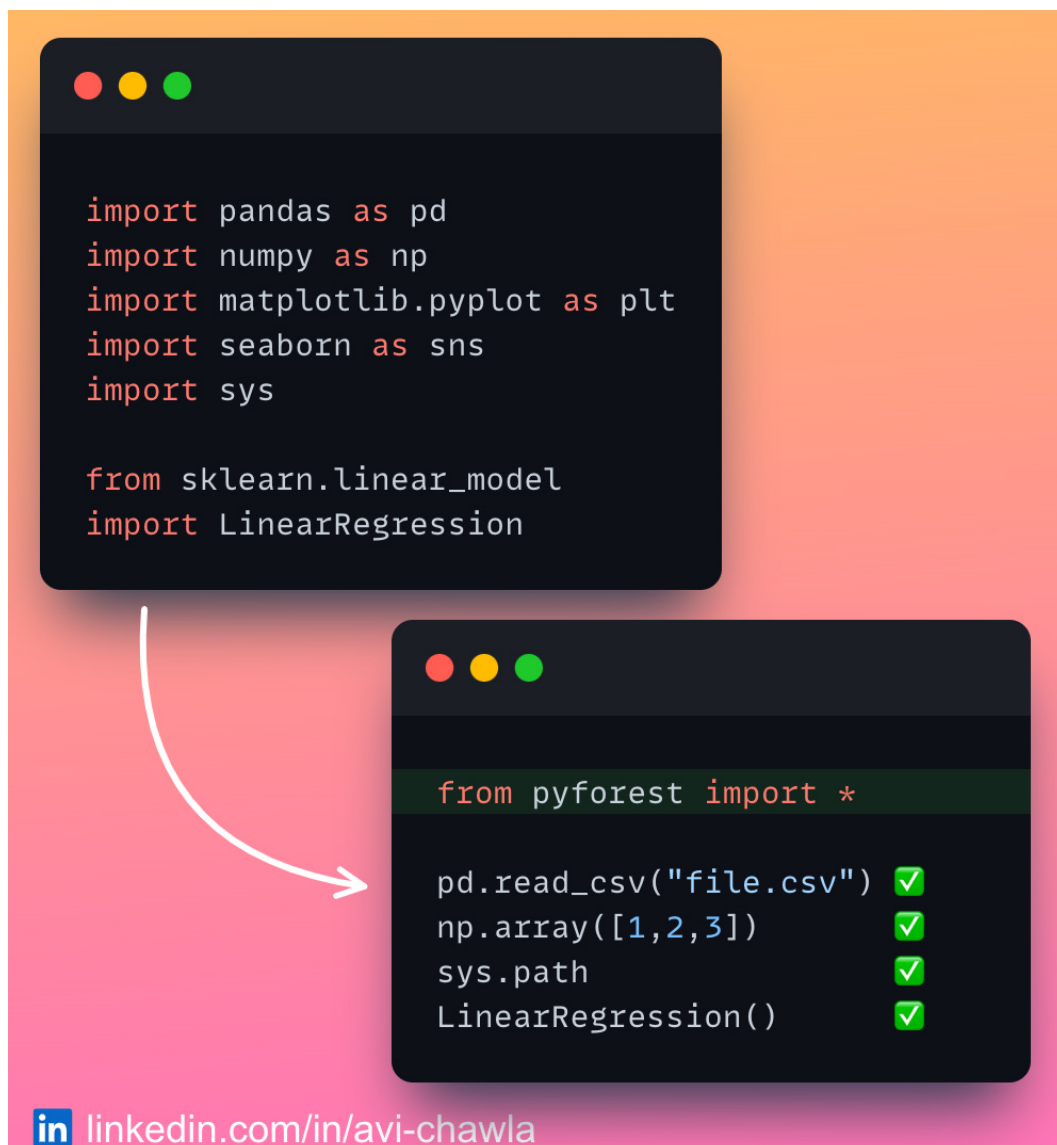 import pandas as pd
import numpy as np
import matplotlib.pyplot as plt
import seaborn as sns
import sys
from sklearn.linear_model
import LinearRegression
from pyforest import *
pd.read_csv("file.csv") ✅
np.array([1,2,3]) ✅
sys.path ✅
LinearRegression() ✅
in linkedin.com/in/avi-chawla